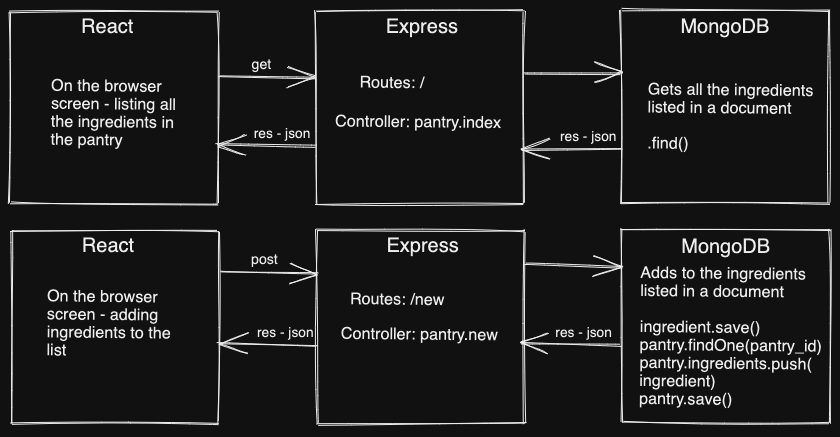 React
On the browser
screen - listing all
the ingredients in
the pantry
get
res - json
Express
Routes: /
Controller: pantry.index
res - json
MongoDB
Gets all the ingredients
listed in a document
.find()
React
On the browser
screen - adding
ingredients to the
list
post
res - json
Express
Routes: /new
Controller: pantry.new
res - json
MongoDB
Adds to the ingredients
listed in a document
ingredient.save()
pantry.findOne(pantry_id)
pantry.ingredients.push(
ingredient)
pantry.save()